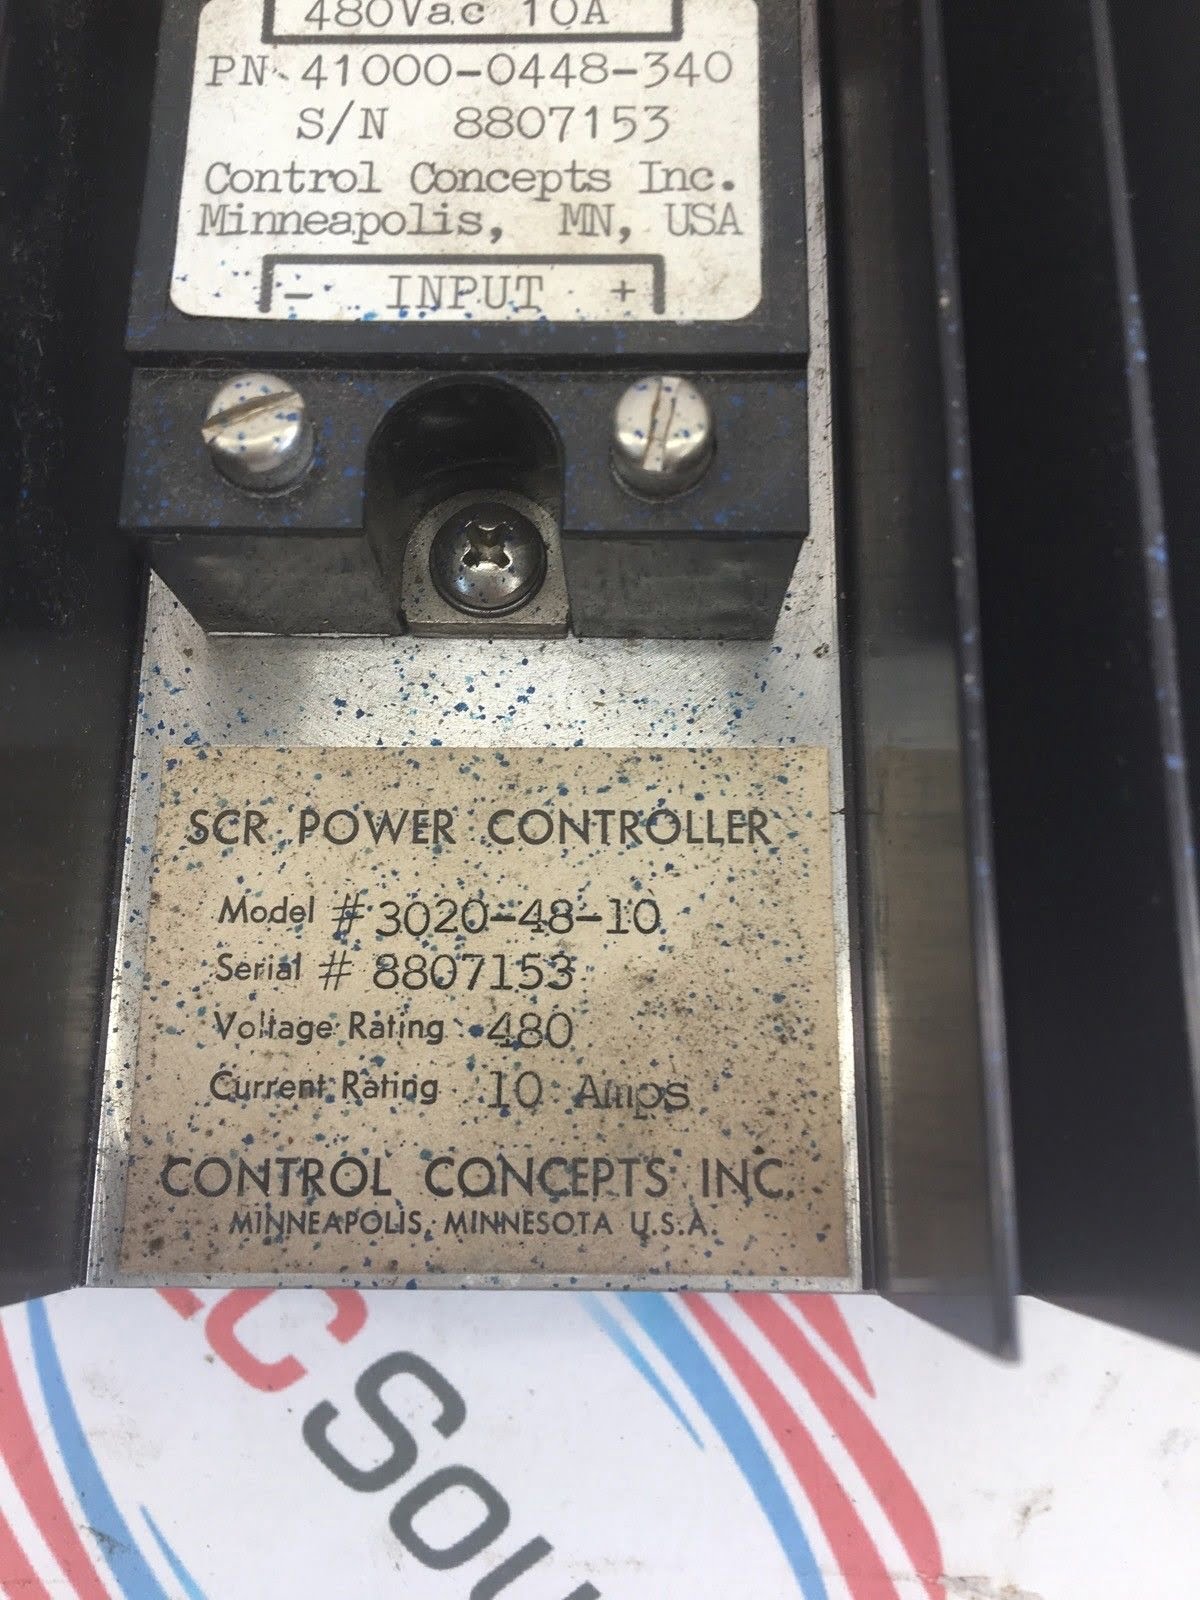 480Vac 10A
PN 41000-0448-340
S/N 8807153
Control Concepts Inc.
Minneapolis, MN, USA
- INPUT +
SCR POWER CONTROLLER
Model # 3020-48-10
Serial # 8807153
Voltage Rating 480
Current Rating 10 Amps
CONTROL CONCEPTS INC.
MINNEAPOLIS, MINNESOTA U.S.A.